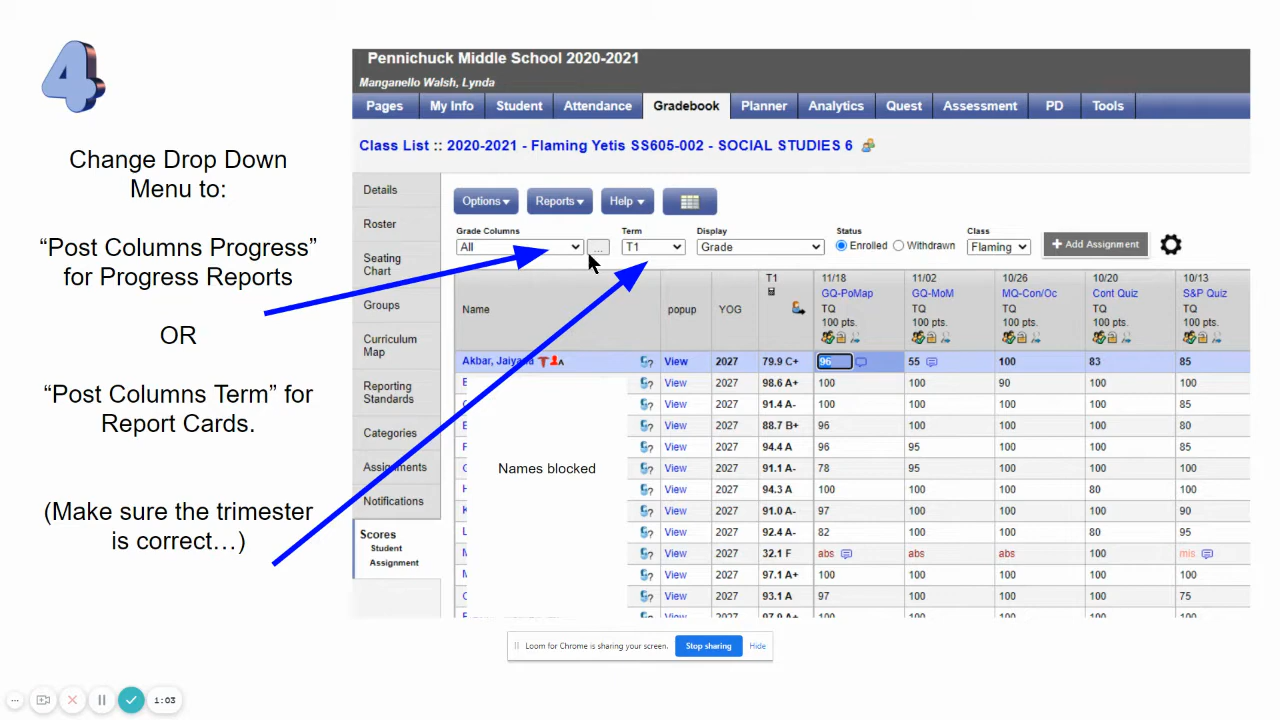 4
Change Drop Down
Menu to:
“Post Columns Progress”
for Progress Reports
OR
“Post Columns Term” for
Report Cards.
(Make sure the trimester
is correct…)
Pennichuck Middle School 2020-2021
Manganello Walsh, Lynda
Pages My Info Student Attendance Gradebook Planner Analytics Quest Assessment PD Tools
Class List :: 2020-2021 - Flaming Yetis SS605-002 - SOCIAL STUDIES 6
Details
Roster
Seating
Chart
Groups
Curriculum
Map
Reporting
Standards
Categories
Assignments
Notifications
Scores
Student
Assignment
Options Reports Help
Grade Columns Term Display Status Class
All ... T1 Grade Enrolled Withdrawn Flaming + Add Assignment
T1 11/18 11/02 10/26 10/20 10/13
GQ-PoMap GQ-MoM MQ-Con/Oc Cont Quiz S&P Quiz
Name popup YOG TQ TQ TQ TQ TQ
100 pts. 100 pts. 100 pts. 100 pts. 100 pts.
Akbar, View 2027 79.9 C+ 96 55 100 83 85
E View 2027 98.6 A+ 100 100 90 100 100
View 2027 91.4 A- 100 100 100 100 85
E View 2027 88.7 B+ 96 100 100 100 80
F View 2027 94.4 A 96 95 100 100 85
View 2027 91.1 A- 78 95 100 100 100
H View 2027 94.3 A 100 100 100 80 100
K View 2027 91.0 A- 97 100 100 100 90
L View 2027 92.4 A- 82 100 100 80 95
M View 2027 32.1 F abs abs abs 100 mis
M View 2027 97.1 A+ 100 100 100 100 100
View 2027 93.1 A 97 100 100 100 75
View 2027 97.9 A+ 100 100 100 100 100
Names blocked
Loom for Chrome is sharing your screen. Stop sharing Hide
1:03